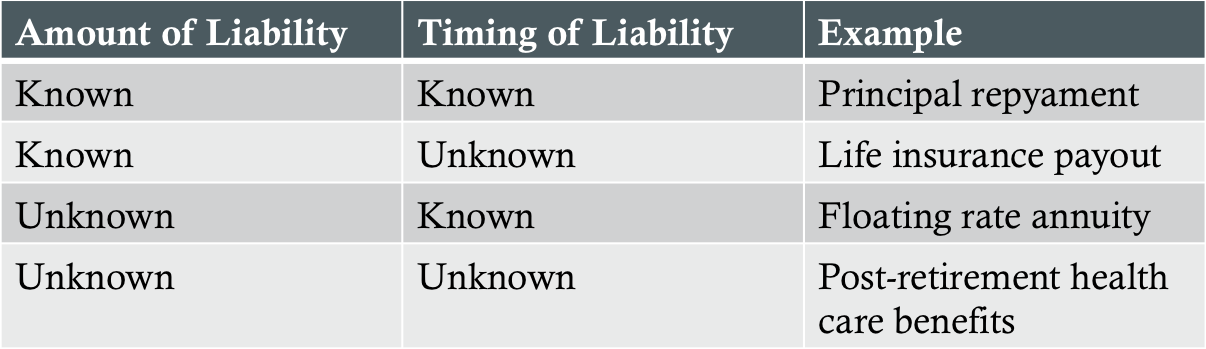 Amount of Liability Timing of Liability Example
Known Known Principal repyament
Known Unknown Life insurance payout
Unknown Known Floating rate annuity
Unknown Unknown Post-retirement health
care benefits